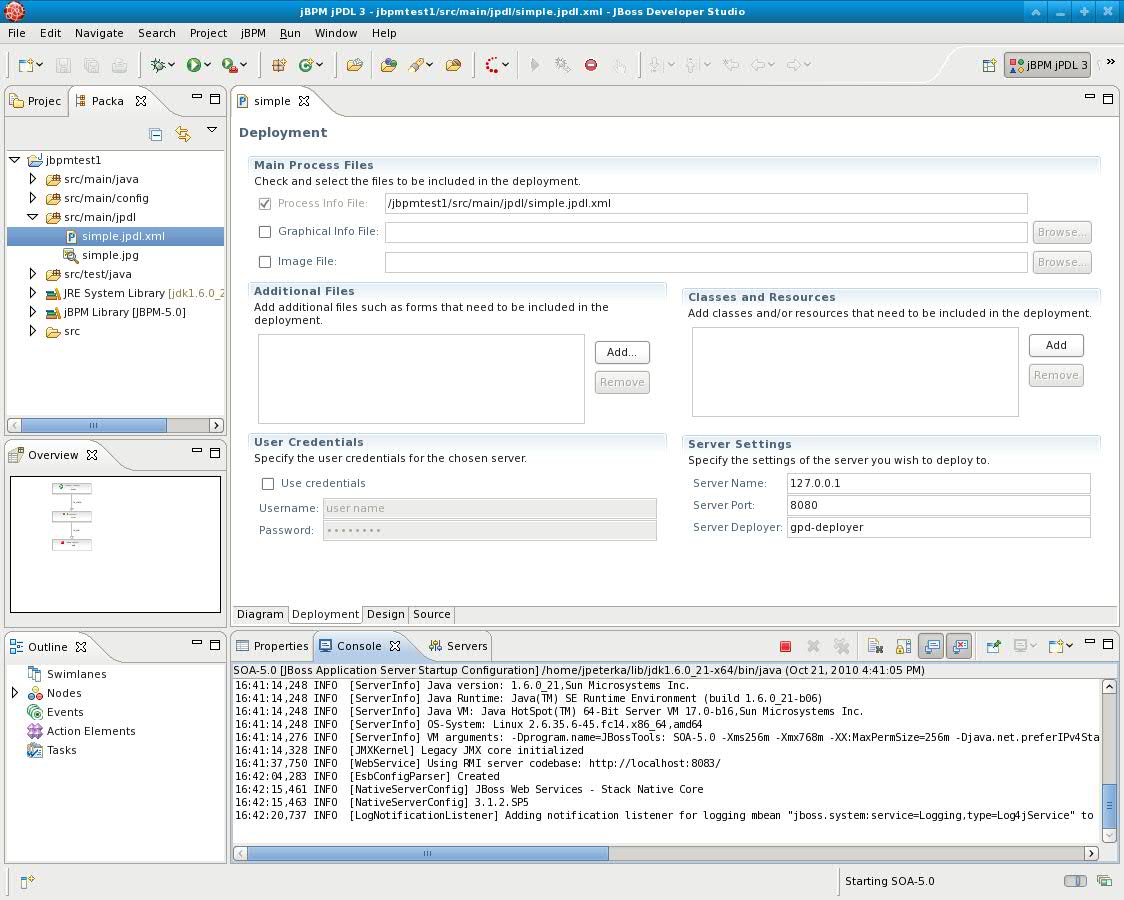 jBPM jPDL 3 - jbpmtest1/src/main/jpdl/simple.jpdl.xml - JBoss Developer Studio
File Edit Navigate Search Project jBPM Run Window Help
jBPM jPDL 3
Projec Packa
jbpmtest1
src/main/java
src/main/config
src/main/jpdl
simple.jpdl.xml
simple.jpg
src/test/java
JRE System Library [jdk1.6.0_2
jBPM Library [JBPM-5.0]
src
Overview
Outline
Swimlanes
Nodes
Events
Action Elements
Tasks
simple
Deployment
Main Process Files
Check and select the files to be included in the deployment.
Process Info File: /jbpmtest1/src/main/jpdl/simple.jpdl.xml
Graphical Info File: Browse...
Image File: Browse...
Additional Files
Add additional files such as forms that need to be included in the
deployment.
Add...
Remove
Classes and Resources
Add classes and/or resources that need to be included in the deployment.
Add
Remove
User Credentials
Specify the user credentials for the chosen server.
Use credentials
Username: user name
Password: ••••••••
Server Settings
Specify the settings of the server you wish to deploy to.
Server Name: 127.0.0.1
Server Port: 8080
Server Deployer: gpd-deployer
Diagram Deployment Design Source
Properties Console Servers
SOA-5.0 [JBoss Application Server Startup Configuration] /home/jpeterka/lib/jdk1.6.0_21-x64/bin/java (Oct 21, 2010 4:41:05 PM)
16:41:14,248 INFO [ServerInfo] Java version: 1.6.0_21,Sun Microsystems Inc.
16:41:14,248 INFO [ServerInfo] Java Runtime: Java(TM) SE Runtime Environment (build 1.6.0_21-b06)
16:41:14,248 INFO [ServerInfo] Java VM: Java HotSpot(TM) 64-Bit Server VM 17.0-b16,Sun Microsystems Inc.
16:41:14,248 INFO [ServerInfo] OS-System: Linux 2.6.35.6-45.fc14.x86_64,amd64
16:41:14,276 INFO [ServerInfo] VM arguments: -Dprogram.name=JBossTools: SOA-5.0 -Xms256m -Xmx768m -XX:MaxPermSize=256m -Djava.net.preferIPv4Sta
16:41:14,328 INFO [JMXKernel] Legacy JMX core initialized
16:41:37,750 INFO [WebService] Using RMI server codebase: http://localhost:8083/
16:42:04,283 INFO [EsbConfigParser] Created
16:42:15,461 INFO [NativeServerConfig] JBoss Web Services - Stack Native Core
16:42:15,463 INFO [NativeServerConfig] 3.1.2.SP5
16:42:20,737 INFO [LogNotificationListener] Adding notification listener for logging mbean "jboss.system:service=Logging,type=Log4jService" to
Starting SOA-5.0